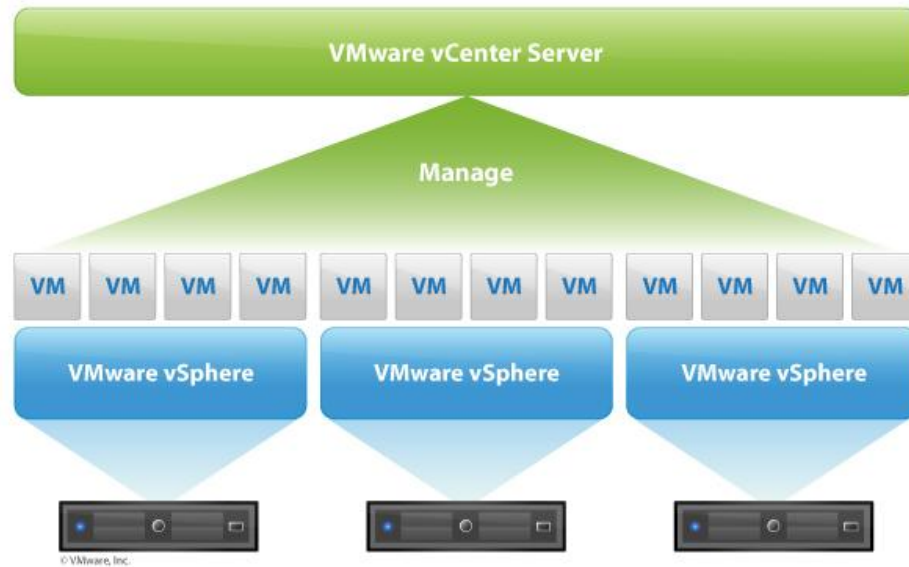 VMware vCenter Server
Manage
VM VM VM VM VM VM VM VM VM VM VM VM
VMware vSphere VMware vSphere VMware vSphere
© VMware, Inc.